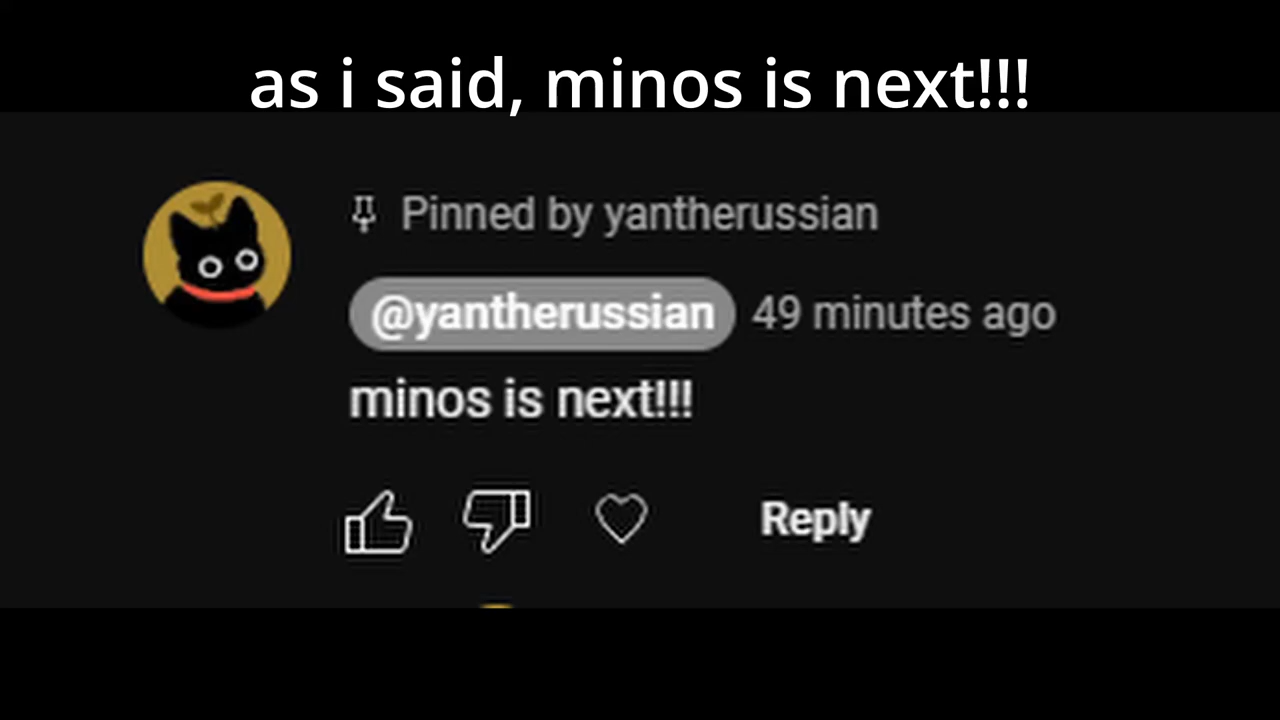 as i said, minos is next!!!
Pinned by yantherussian
@yantherussian 49 minutes ago
minos is next!!!
Reply